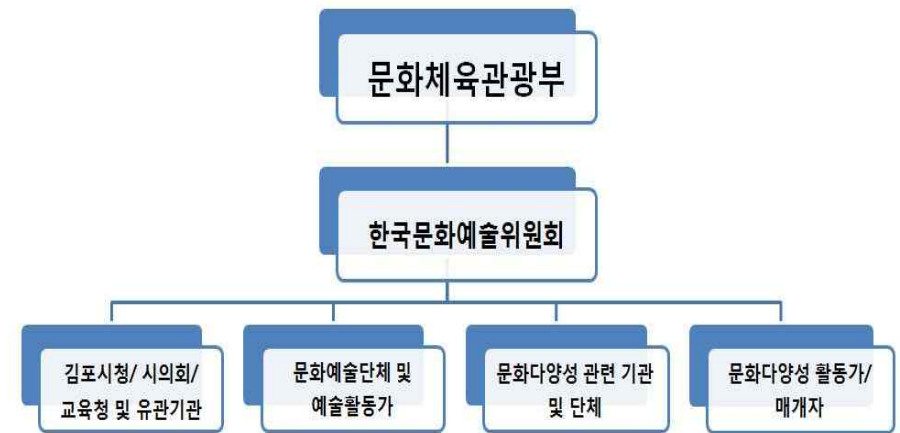 문화체육관광부
한국문화예술위원회
김포시청/ 시의회/
교육청 및 유관기관
문화예술단체 및
예술활동가
문화다양성 관련 기관
및 단체
문화다양성 활동가/
매개자